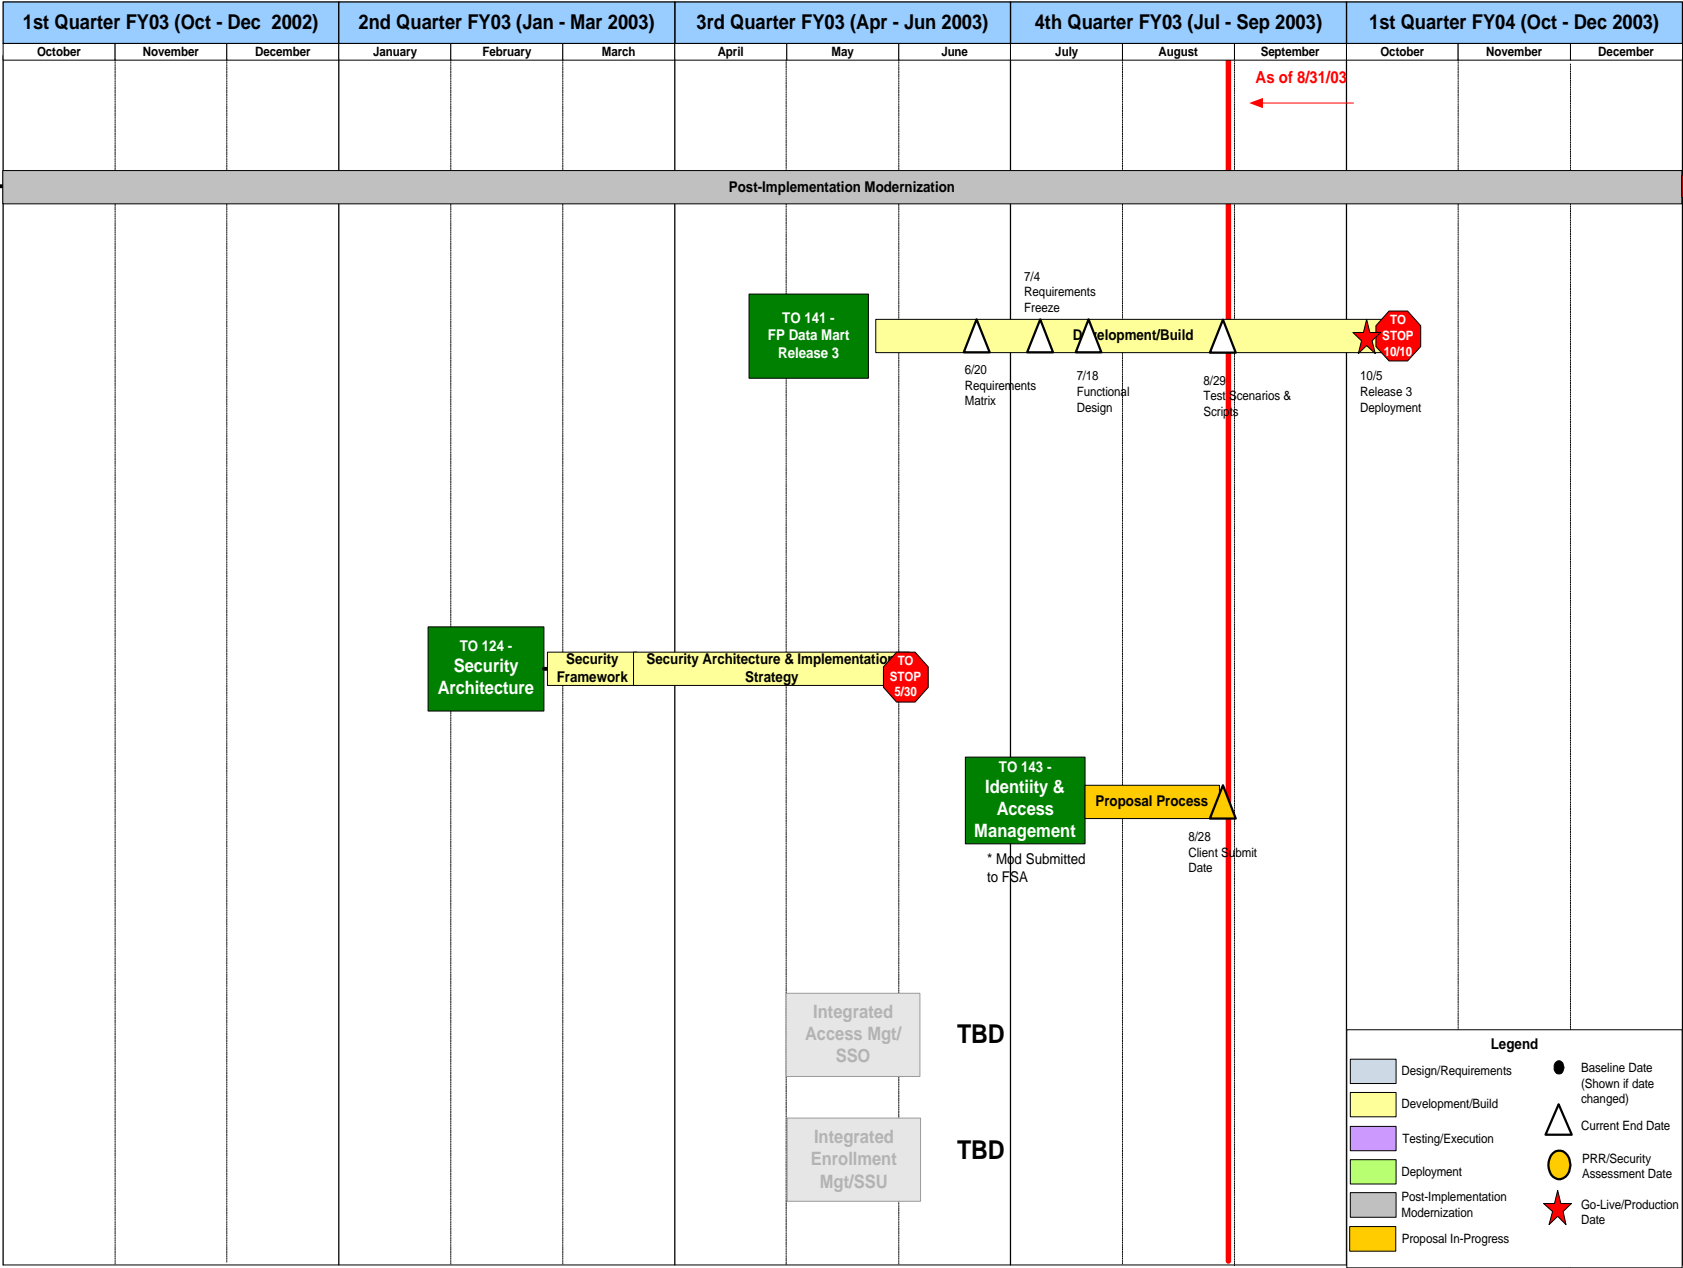 1st Quarter FY03 (Oct - Dec  2002)
2nd Quarter FY03 (Jan - Mar 2003)
3rd Quarter FY03 (Apr - Jun 2003)
4th Quarter FY03 (Jul - Sep 2003)
1st Quarter FY04 (Oct - Dec 2003)
October
November
December
January
February
March
April
May
June
July
August
September
October
November
December
As of 8/31/03
Post-Implementation Modernization
7/4
Requirements
Freeze
TO 141 -
FP Data Mart
Release 3
Development/Build
TO
STOP
10/10
6/20
Requirements
Matrix
7/18
Functional
Design
8/29
Test Scenarios &
Scripts
10/5
Release 3
Deployment
TO 124 -
Security
Architecture
Security
Framework
Security Architecture & Implementation
Strategy
TO
STOP
5/30
TO 143 -
Identiity &
Access
Management
Proposal Process
8/28
Client Submit
Date
* Mod Submitted
to FSA
Integrated
Access Mgt/
SSO
TBD
Integrated
Enrollment
Mgt/SSU
TBD
Legend
Design/Requirements
Development/Build
Testing/Execution
Deployment
Post-Implementation
Modernization
Proposal In-Progress
Baseline Date
(Shown if date
changed)
Current End Date
PRR/Security
Assessment Date
Go-Live/Production
Date